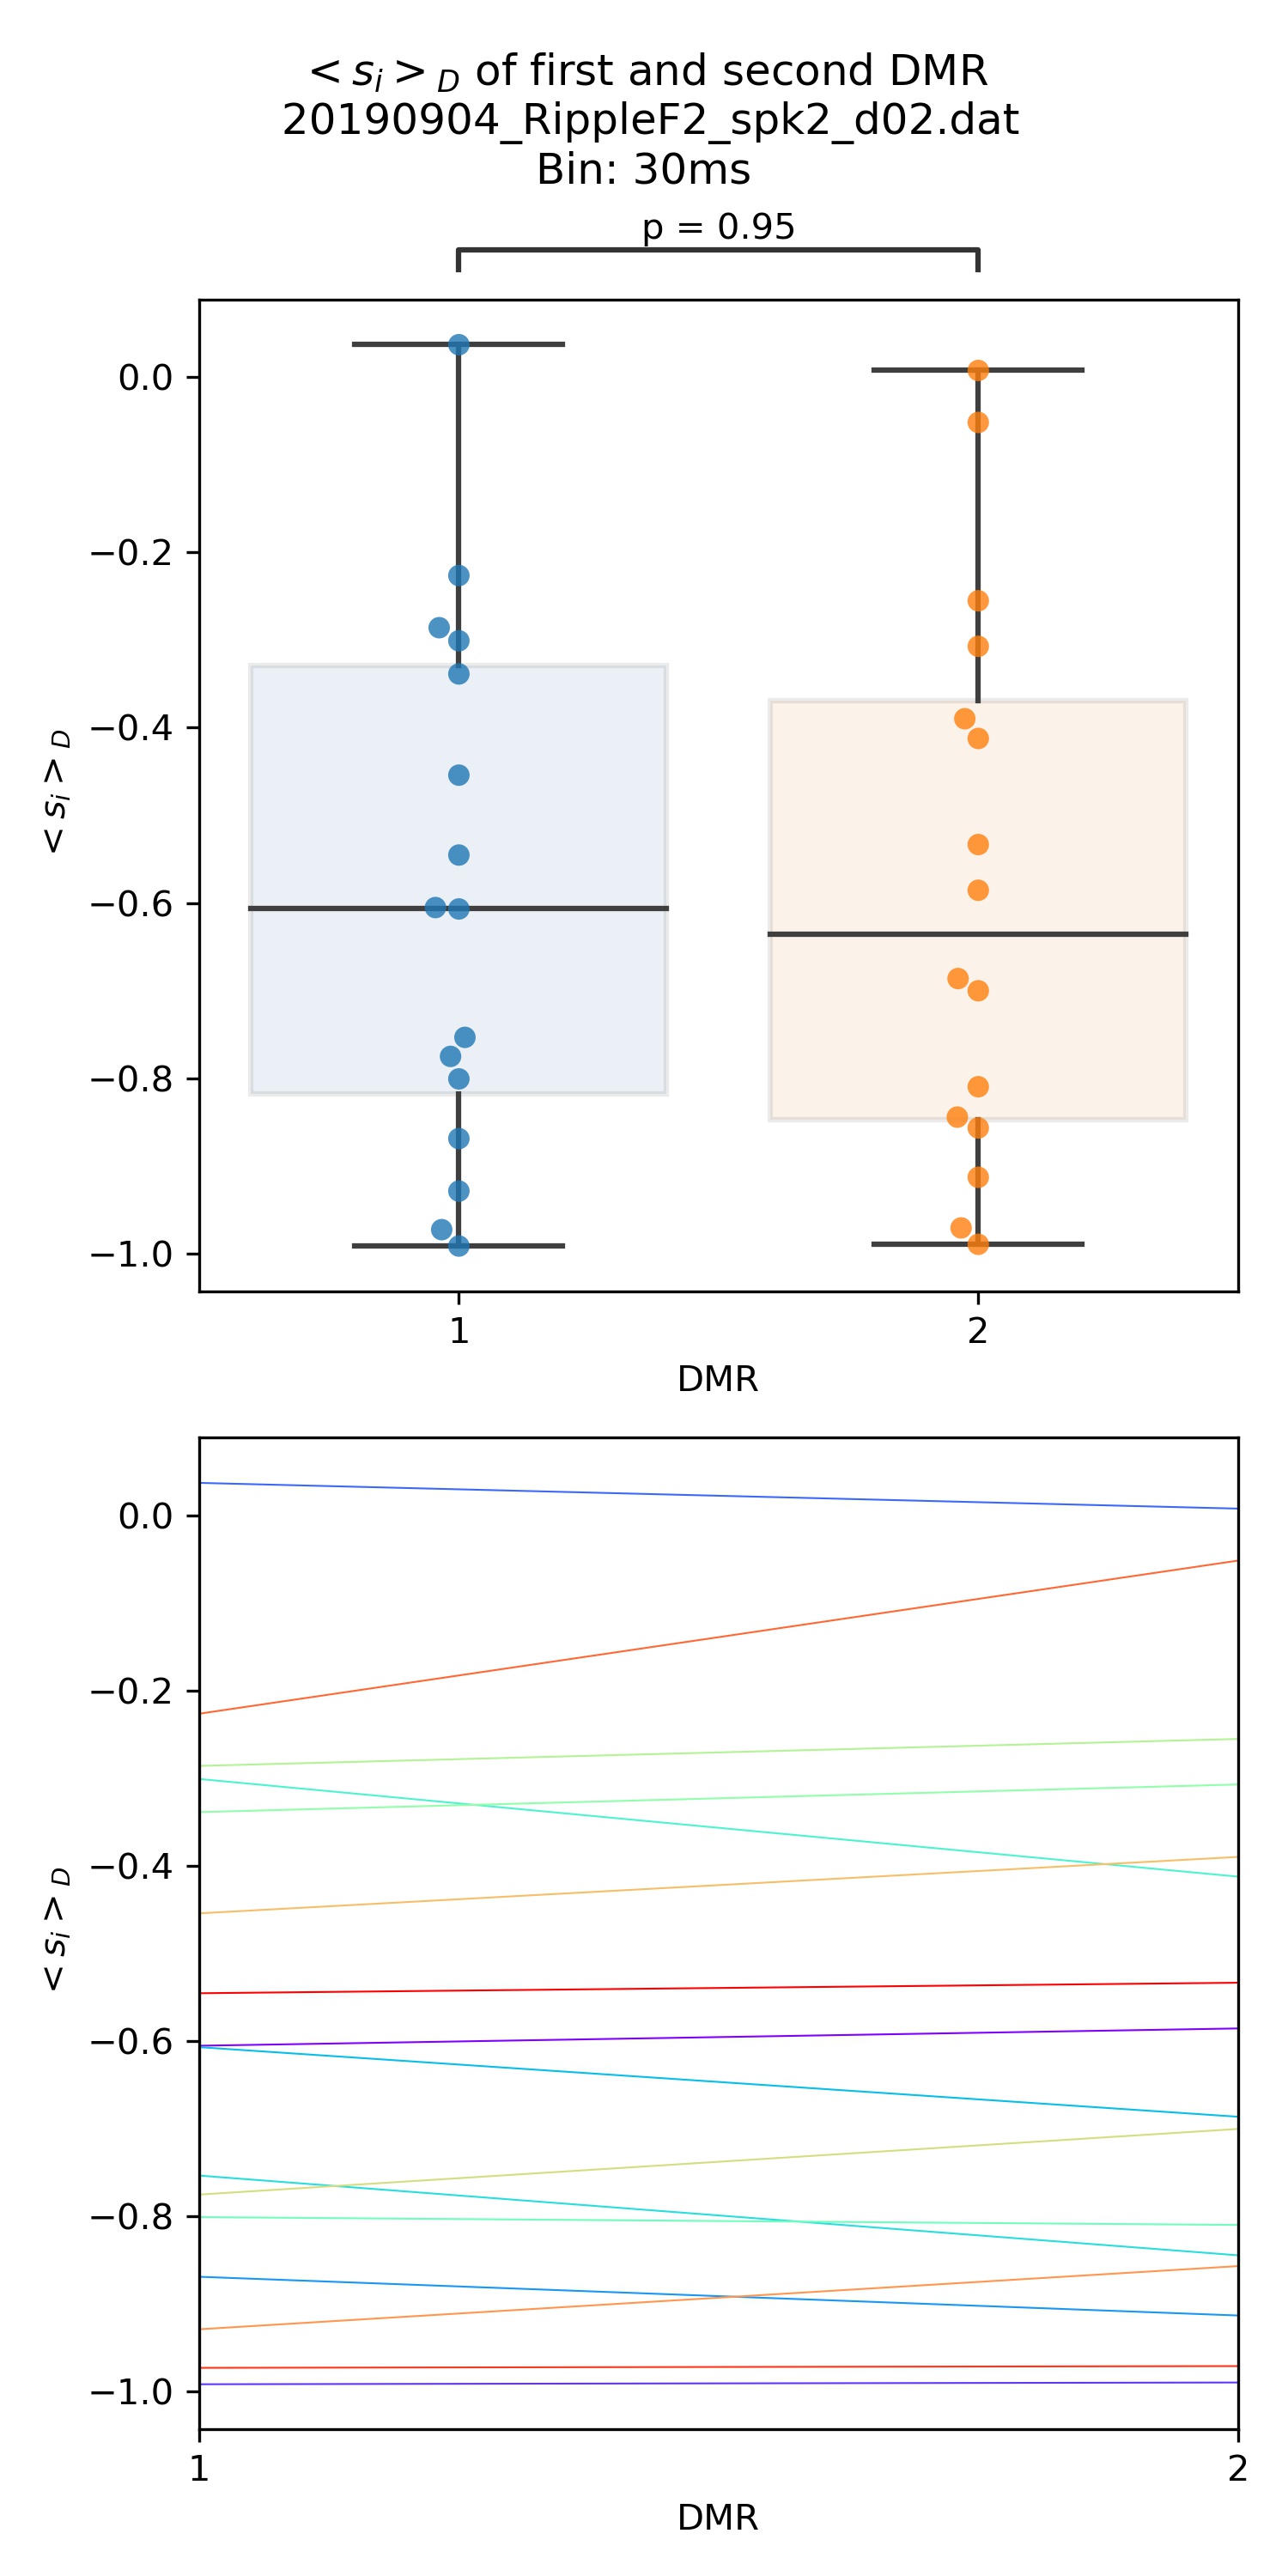 < s_i >_D of first and second DMR
20190904_RippleF2_spk2_d02.dat
Bin: 30ms
p = 0.95
0.0
−0.2
−0.4
−0.6
−0.8
−1.0
< s_i >_D
1 2
DMR
0.0
−0.2
−0.4
−0.6
−0.8
−1.0
< s_i >_D
1 2
DMR